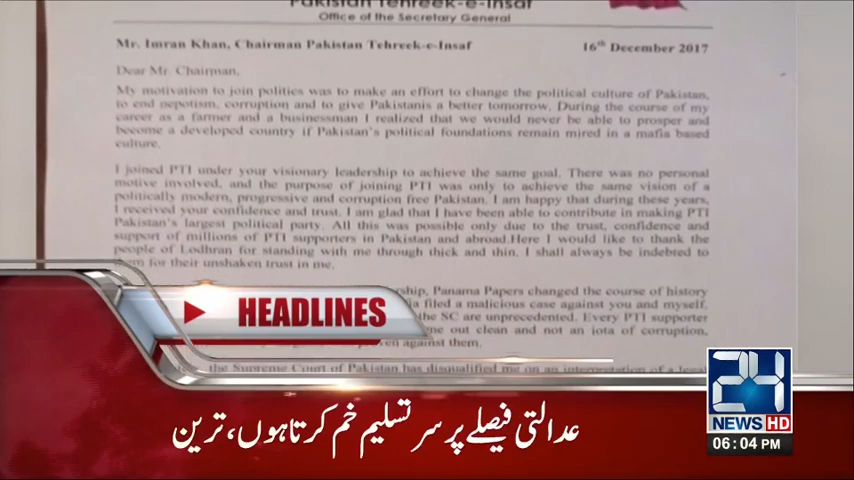 Pakistan Tehreek-e-Insaf
Office of the Secretary General
Mr. Imran Khan, Chairman Pakistan Tehreek-e-Insaf 16th December 2017
Dear Mr. Chairman,
My motivation to join politics was to make an effort to change the political culture of Pakistan,
to end nepotism, corruption and to give Pakistanis a better tomorrow. During the course of my
career as a farmer and a businessman I realized that we would never be able to prosper and
become a developed country if Pakistan's political foundations remain mired in a mafia based
culture.
I joined PTI under your visionary leadership to achieve the same goal. There was no personal
motive involved, and the purpose of joining PTI was only to achieve the same vision of a
politically modern, progressive and corruption free Pakistan. I am happy that during these years,
I received your confidence and trust. I am glad that I have been able to contribute in making PTI
Pakistan's largest political party. All this was possible only due to the trust, confidence and
support of millions of PTI supporters in Pakistan and abroad.Here I would like to thank the
people of Lodhran for standing with me through thick and thin. I shall always be indebted to
them for their unshaken trust in me.
Panama Papers changed the course of history
filed a malicious case against you and myself.
the SC are unprecedented. Every PTI supporter
out clean and not an iota of corruption,
against them.
the Supreme Court of Pakistan has disqualified me on an interpretation of a legal
HEADLINES
عدالتی فیصلے پر سر تسلیم خم کرتا ہوں، ترین
24
NEWS HD
06:04 PM